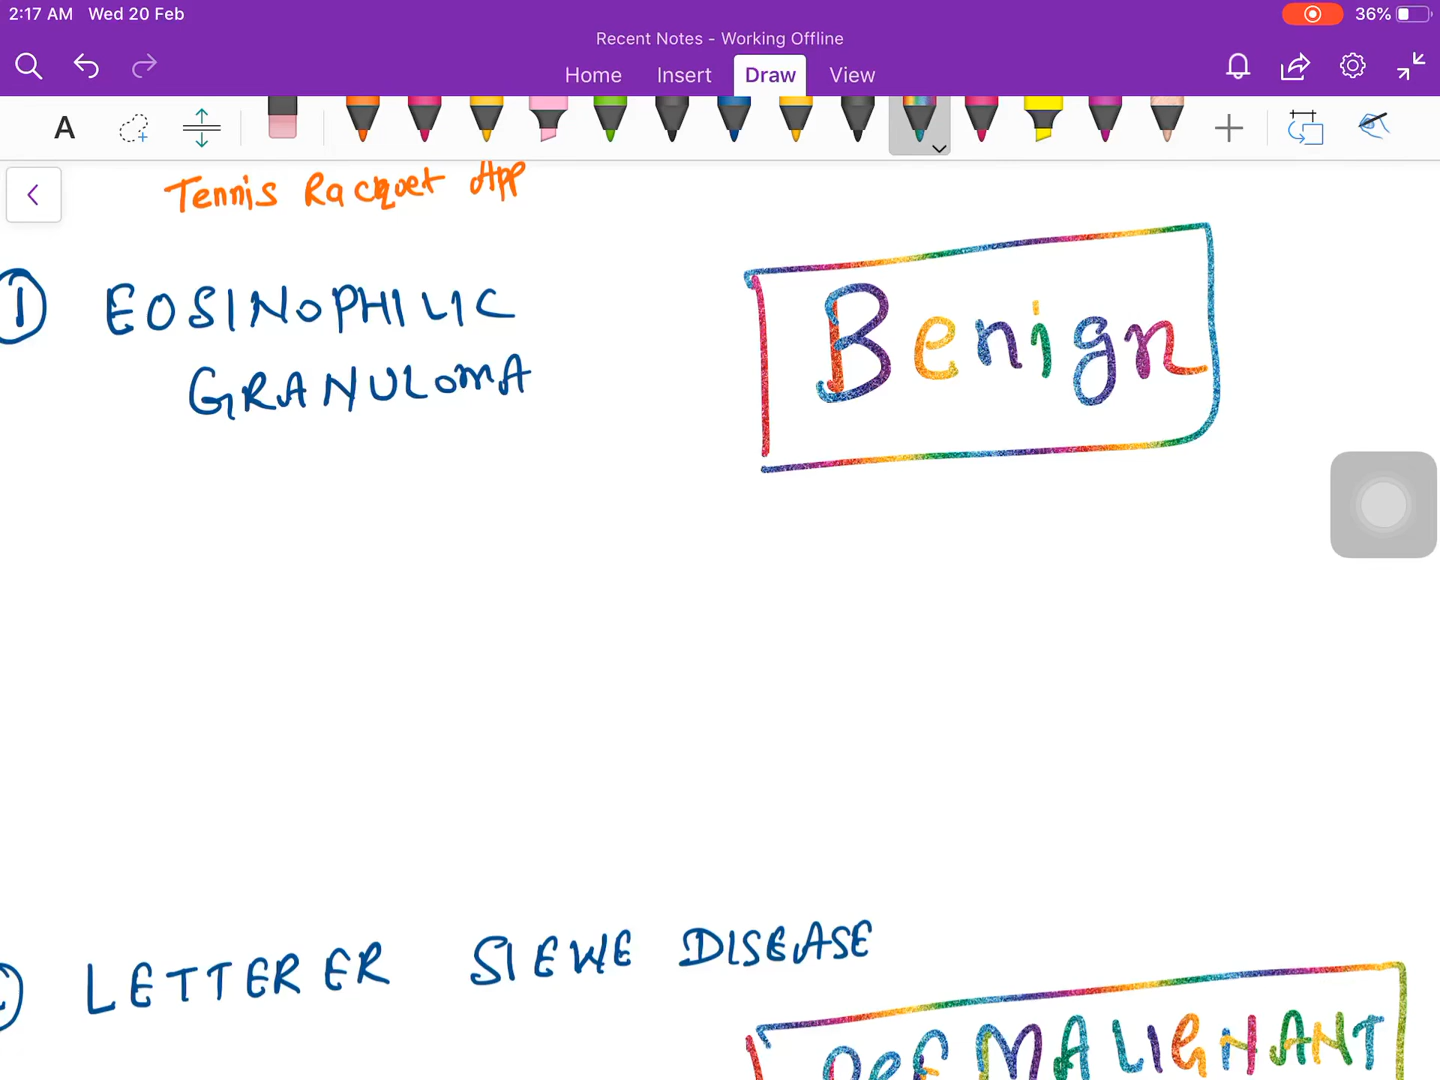 2:17 AM Wed 20 Feb
36%
Recent Notes - Working Offline
Home Insert Draw View
A
Tennis Racquet App
① EOSINOPHILIC
GRANULOMA
Benign
LETTERER SIEWE DISEASE
PREMALIGNANT